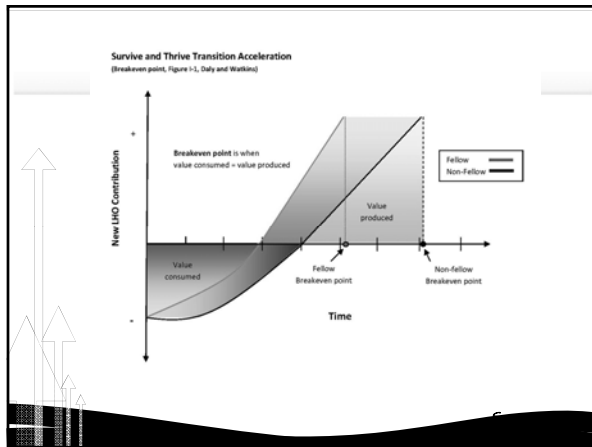 Survive and Thrive Transition Acceleration
(Breakeven point, Figure I-1, Daly and Watkins)
+
Breakeven point is when
value consumed = value produced
Fellow
Non-Fellow
New LHO Contribution
Value
produced
Value
consumed
Fellow
Breakeven point
Non-fellow
Breakeven point
-
Time